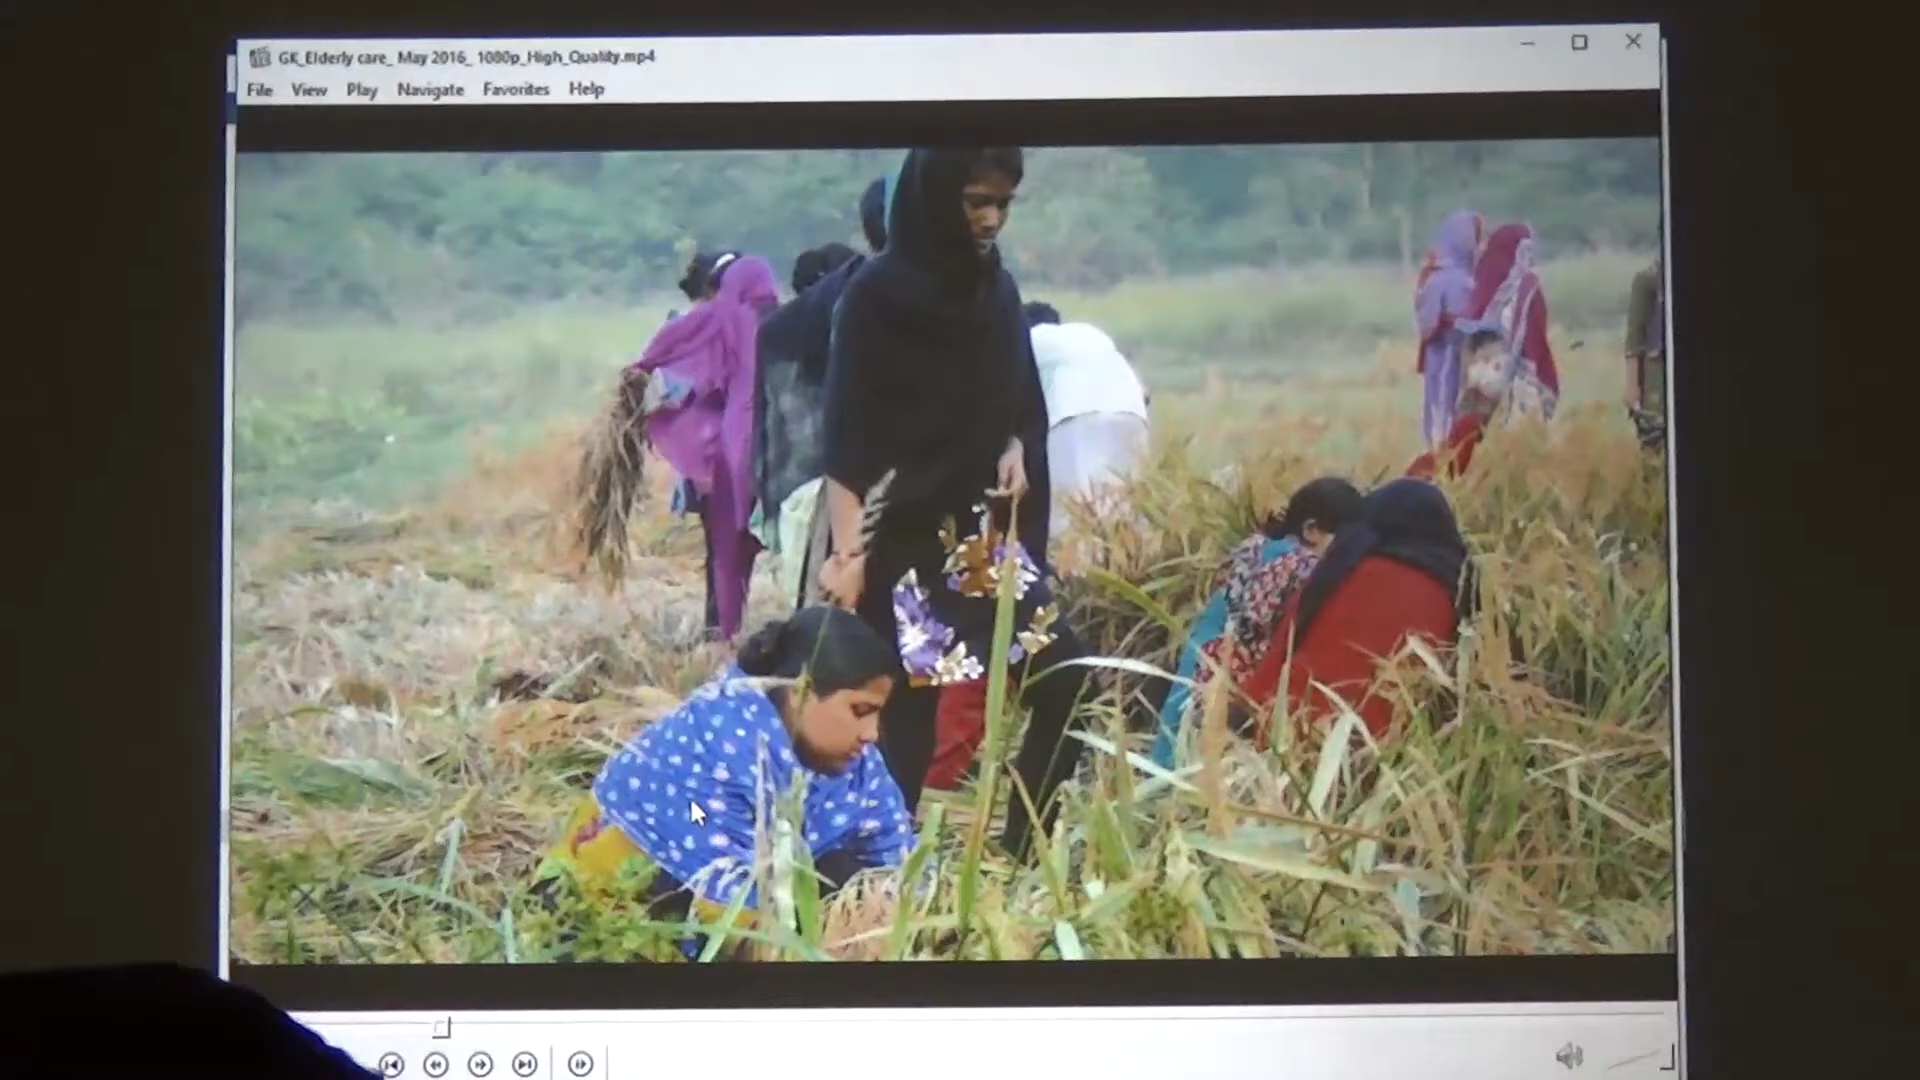 GK_Elderly care_ May 2016_ 1080p_High_Quality.mp4
File View Play Navigate Favorites Help